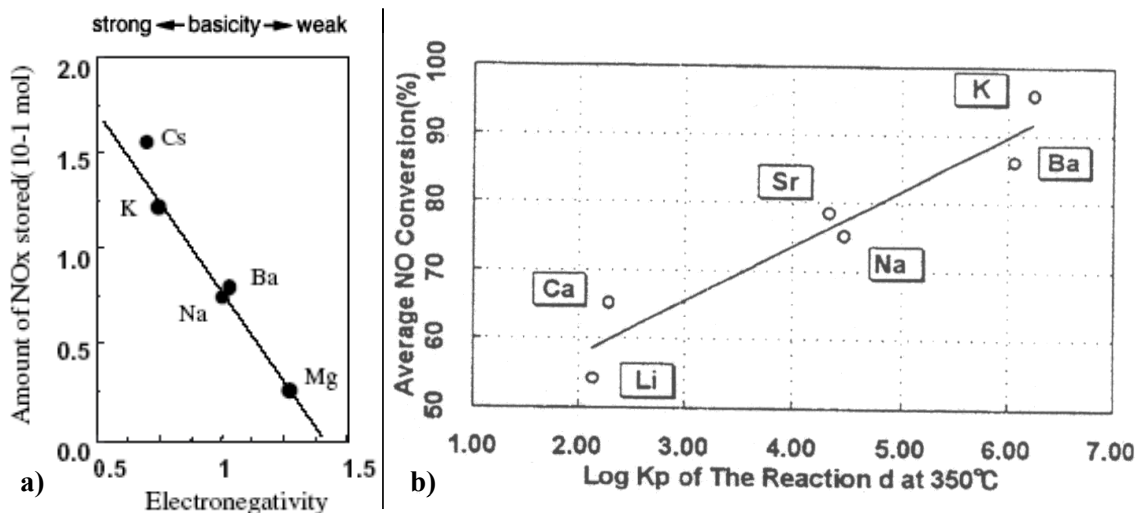 strong ← basicity → weak
Amount of NOx stored(10-1 mol)
2.0
1.5
1.0
0.5
0.0
Cs
K
Ba
Na
Mg
0.5 1 1.5
Electronegativity
a)
Average NO Conversion(%)
100
90
80
70
60
50
K
Ba
Sr
Na
Ca
Li
1.00 2.00 3.00 4.00 5.00 6.00 7.00
Log Kp of The Reaction d at 350°C
b)